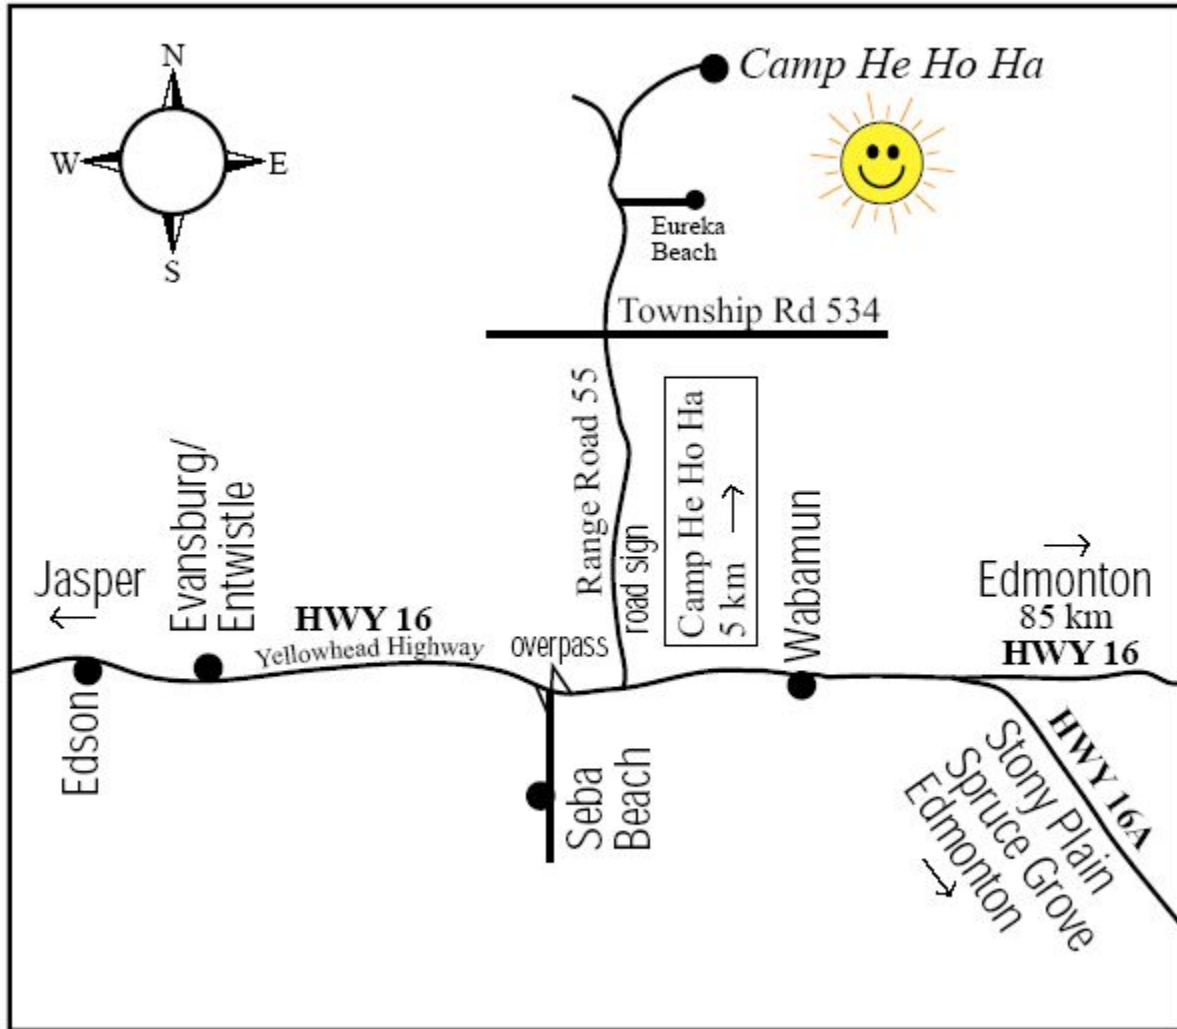 N
W
E
S
Camp He Ho Ha
Eureka
Beach
Township Rd 534
Range Road 55
road sign
Camp He Ho Ha
5 km
Jasper
Evansburg/
Entwistle
HWY 16
Yellowhead Highway
overpass
Wabamun
Edmonton
85 km
HWY 16
Edson
Seba
Beach
HWY 16A
Stony Plain
Spruce Grove
Edmonton